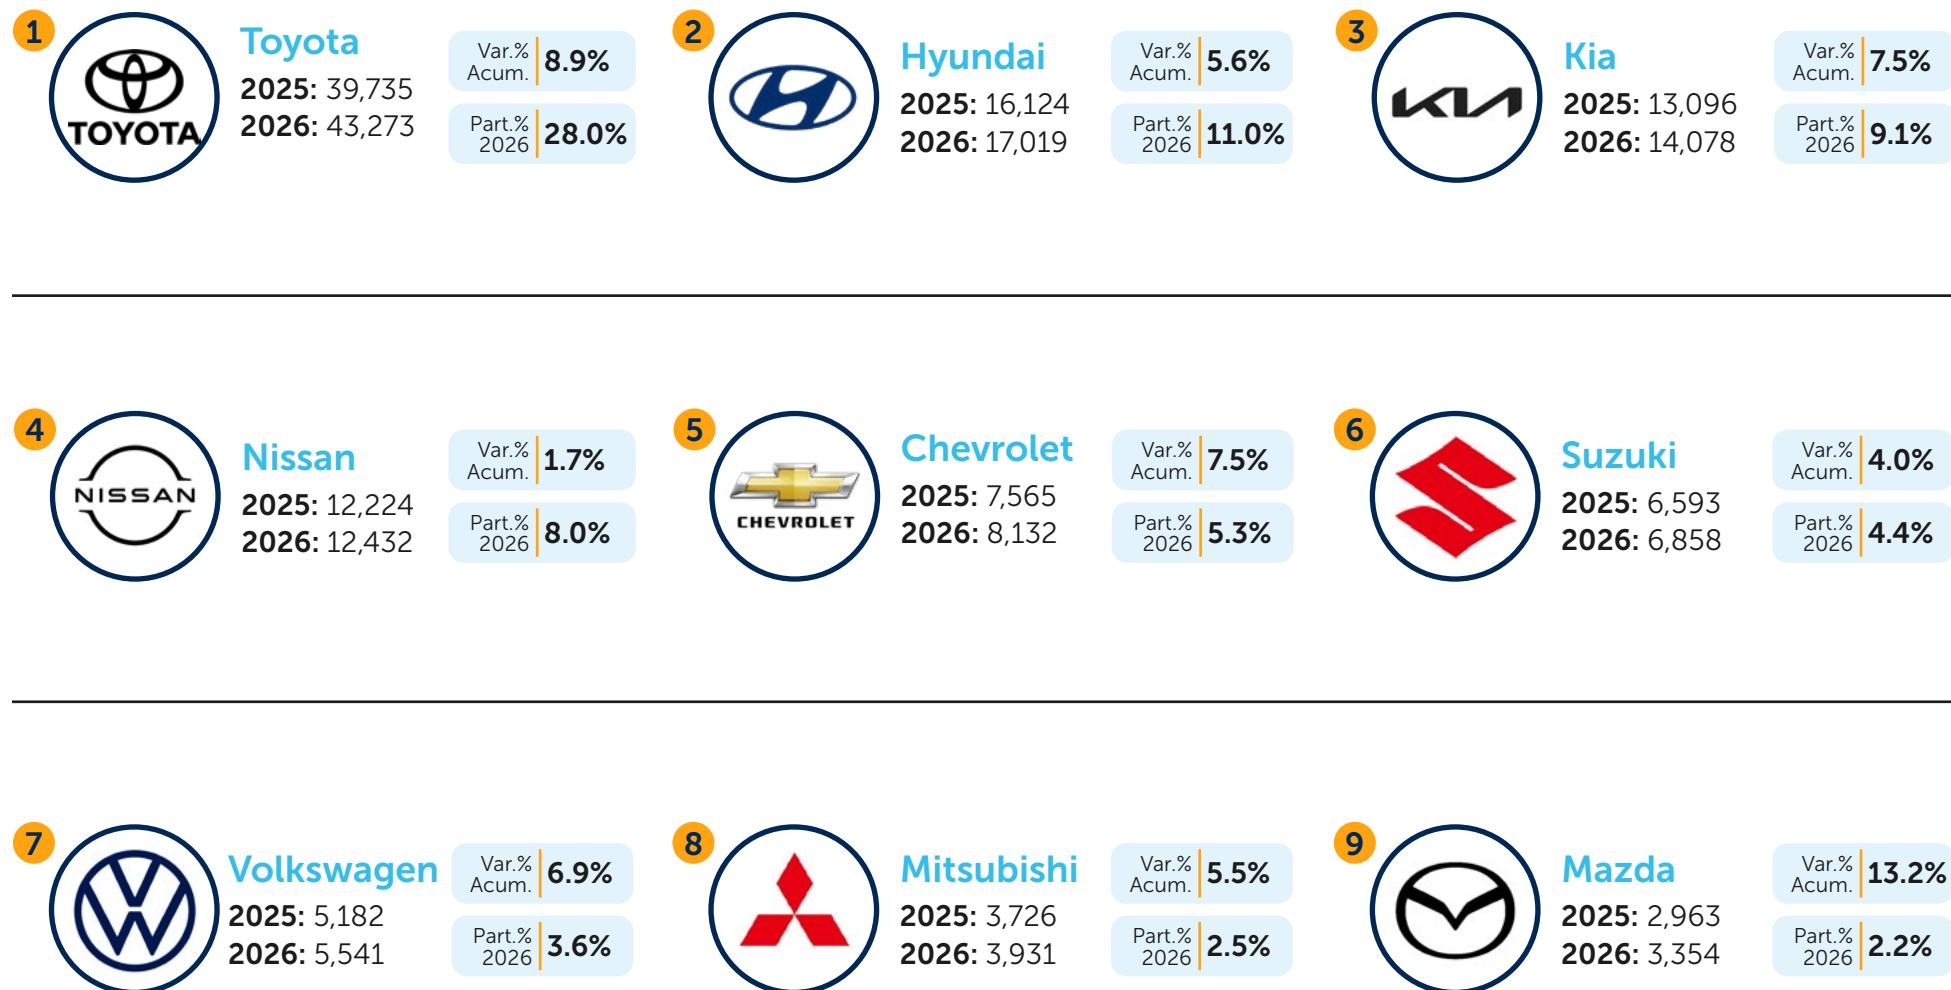 1
TOYOTA
Toyota
2025: 39,735
2026: 43,273
Var.%
Acum.
8.9%
Part.%
2026
28.0%
2
Hyundai
2025: 16,124
2026: 17,019
Var.%
Acum.
5.6%
Part.%
2026
11.0%
3
KIA
Kia
2025: 13,096
2026: 14,078
Var.%
Acum.
7.5%
Part.%
2026
9.1%
4
NISSAN
Nissan
2025: 12,224
2026: 12,432
Var.%
Acum.
1.7%
Part.%
2026
8.0%
5
CHEVROLET
Chevrolet
2025: 7,565
2026: 8,132
Var.%
Acum.
7.5%
Part.%
2026
5.3%
6
Suzuki
2025: 6,593
2026: 6,858
Var.%
Acum.
4.0%
Part.%
2026
4.4%
7
Volkswagen
2025: 5,182
2026: 5,541
Var.%
Acum.
6.9%
Part.%
2026
3.6%
8
Mitsubishi
2025: 3,726
2026: 3,931
Var.%
Acum.
5.5%
Part.%
2026
2.5%
9
Mazda
2025: 2,963
2026: 3,354
Var.%
Acum.
13.2%
Part.%
2026
2.2%